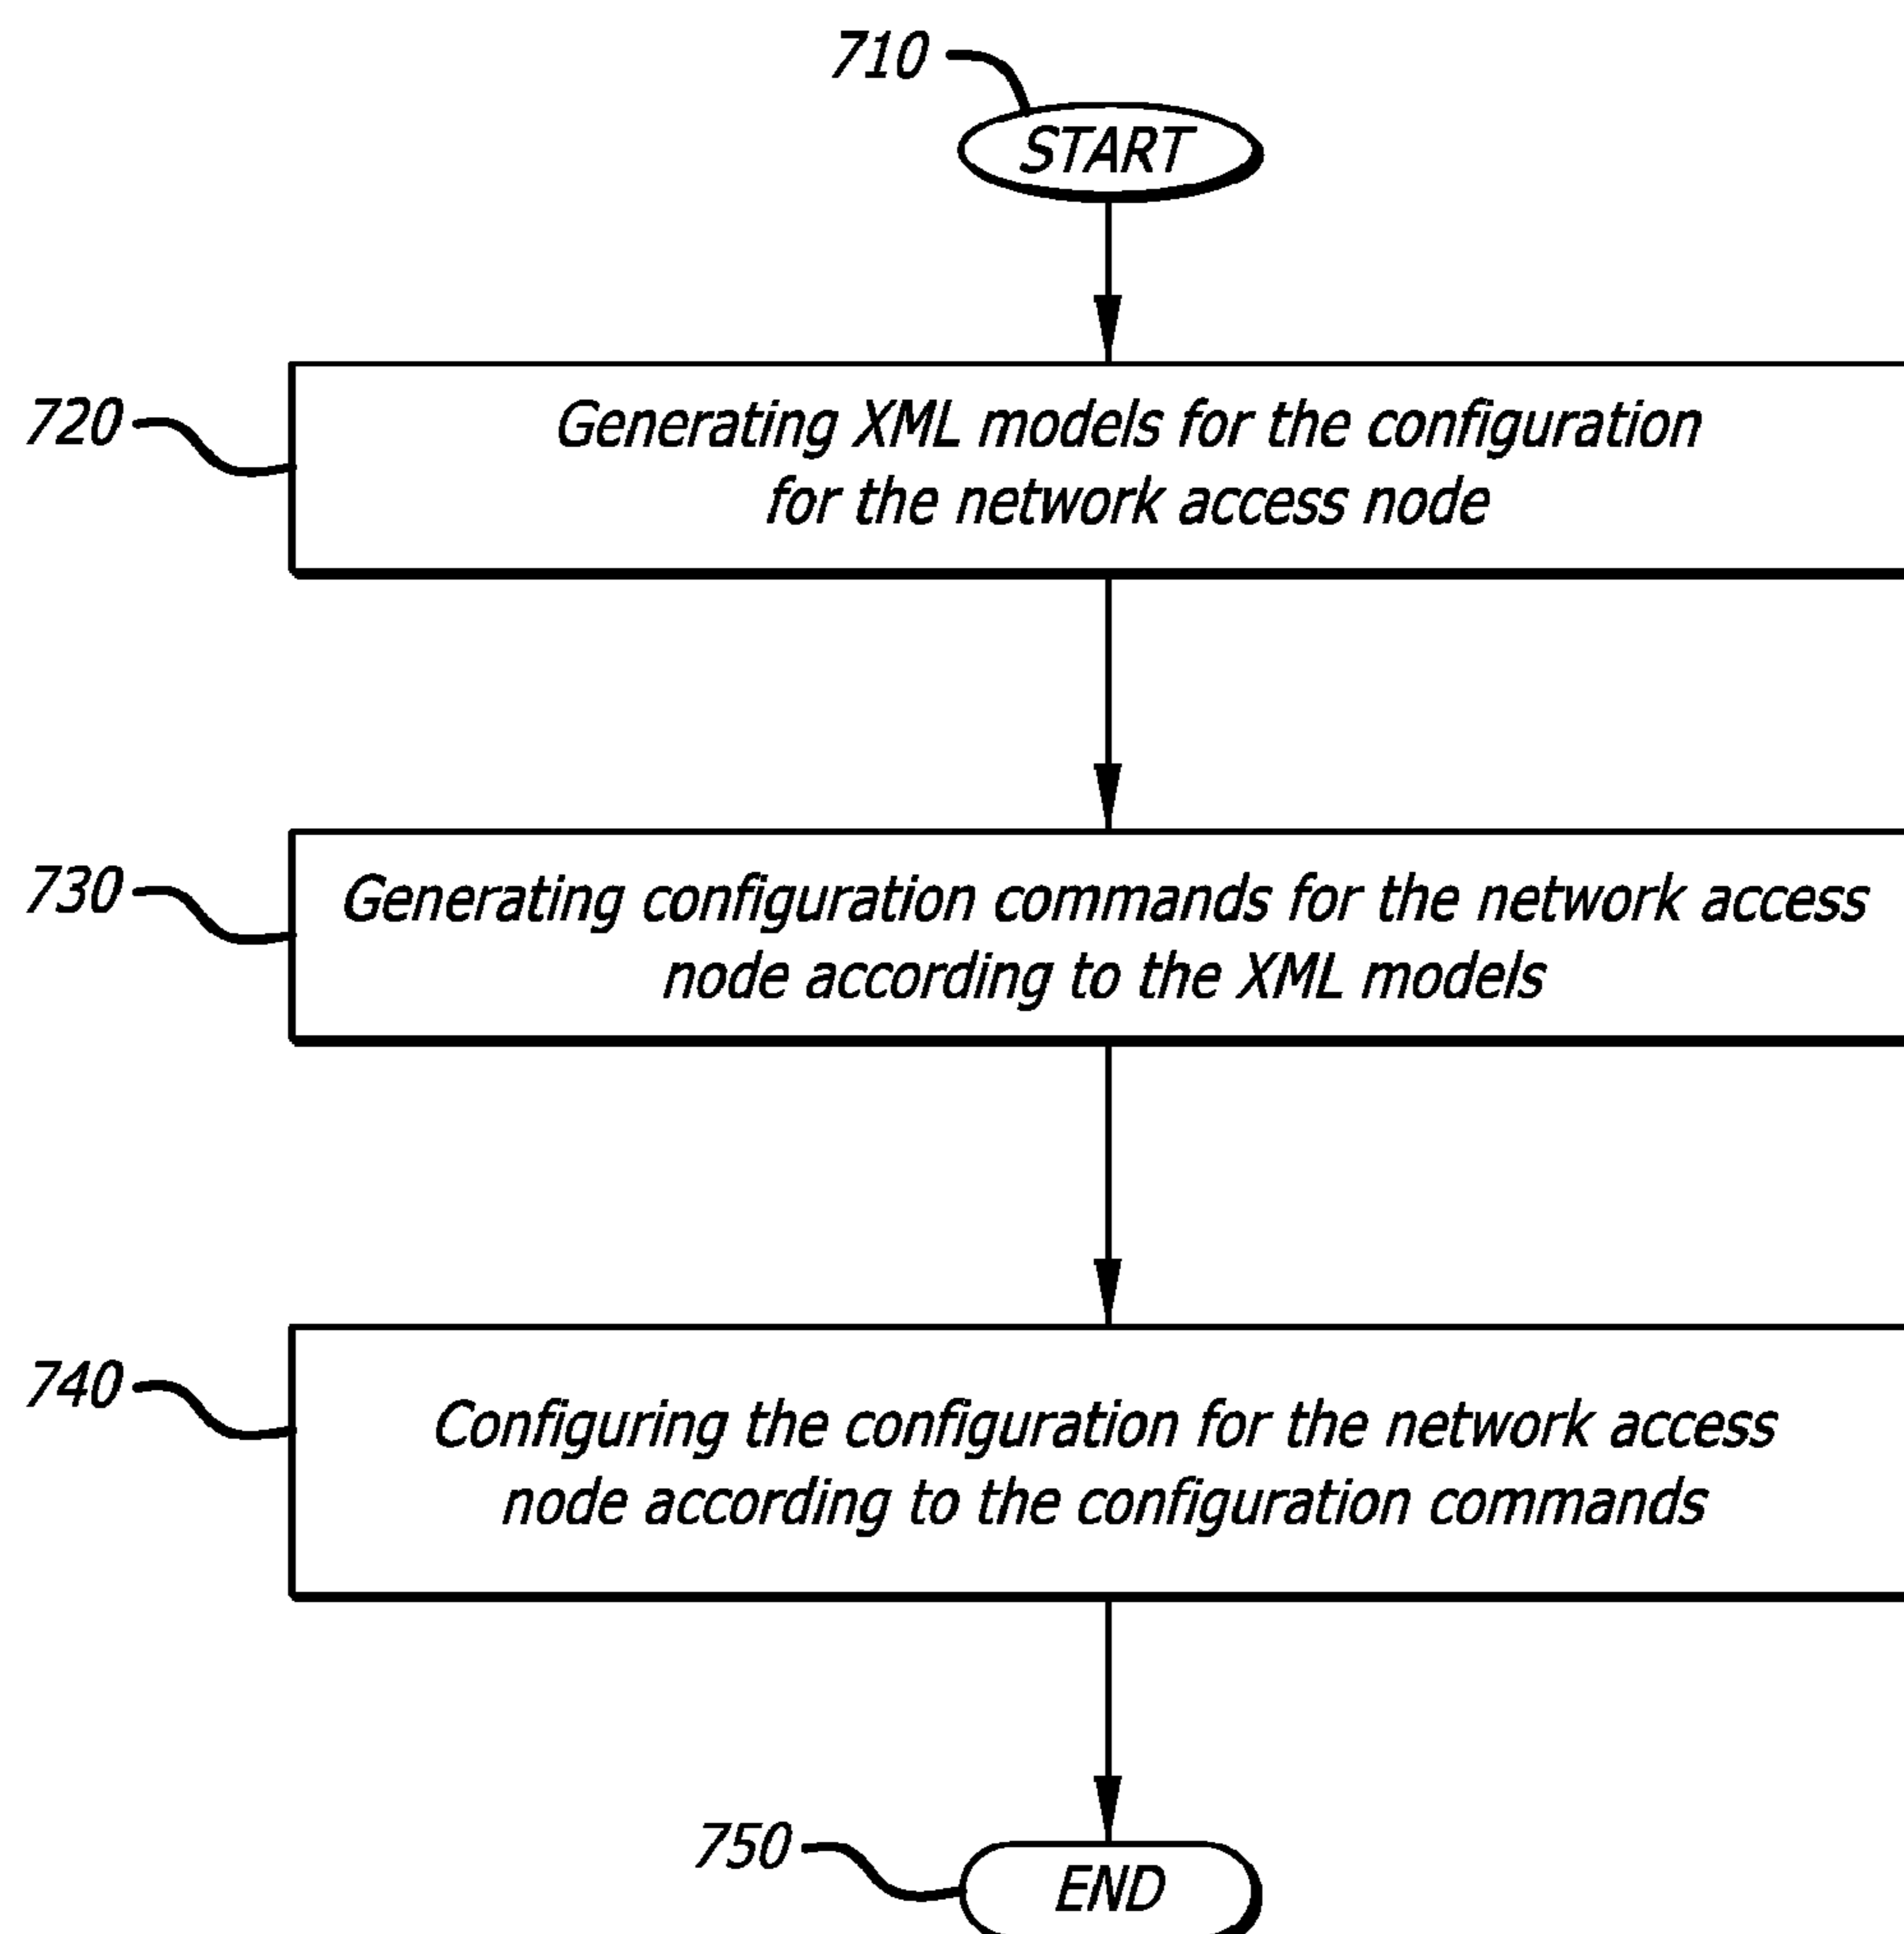 710
START
720
Generating XML models for the configuration
for the network access node
730
Generating configuration commands for the network access
node according to the XML models
740
Configuring the configuration for the network access
node according to the configuration commands
750
END